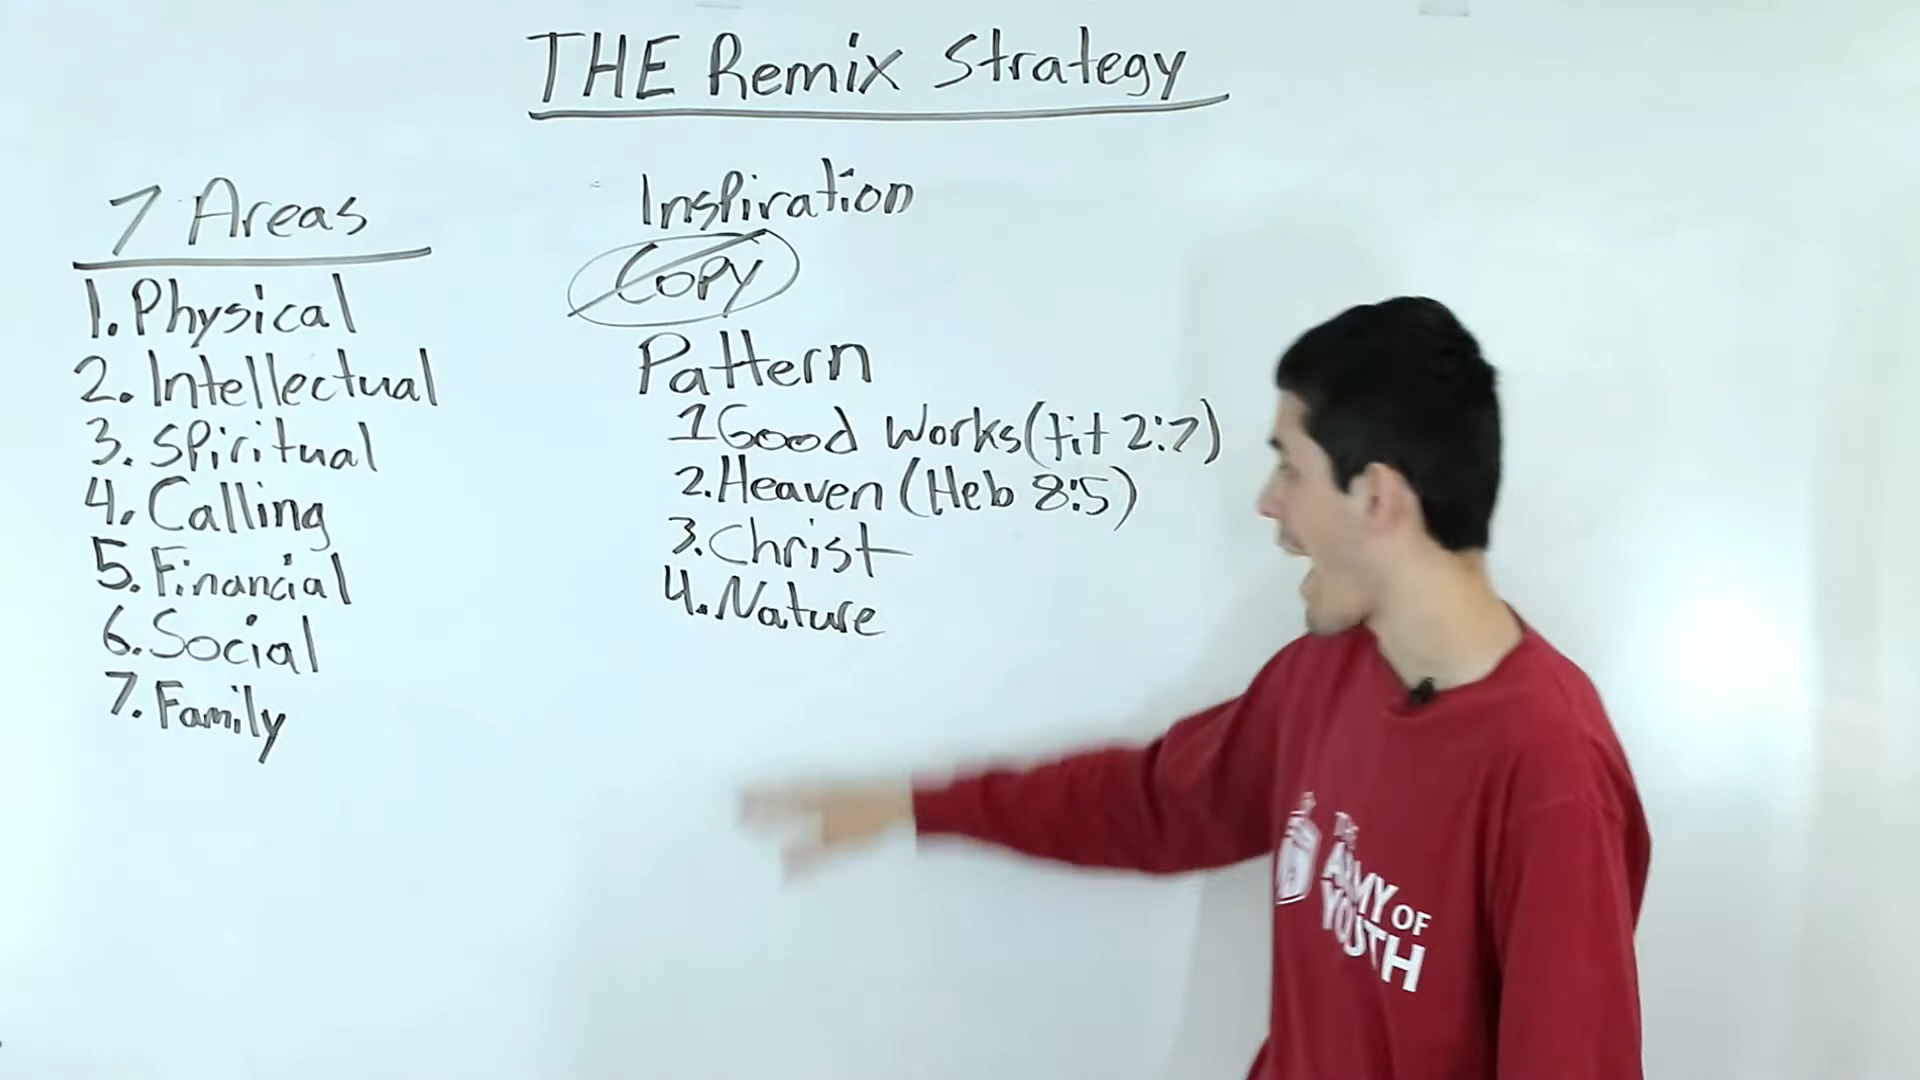 THE Remix Strategy
7 Areas
1. Physical
2. Intellectual
3. Spiritual
4. Calling
5. Financial
6. Social
7. Family
Inspiration
Copy
Pattern
1 Good Works (tit 2:7)
2. Heaven (Heb 8:5)
3. Christ
4. Nature
THE
ARMY OF
YOUTH